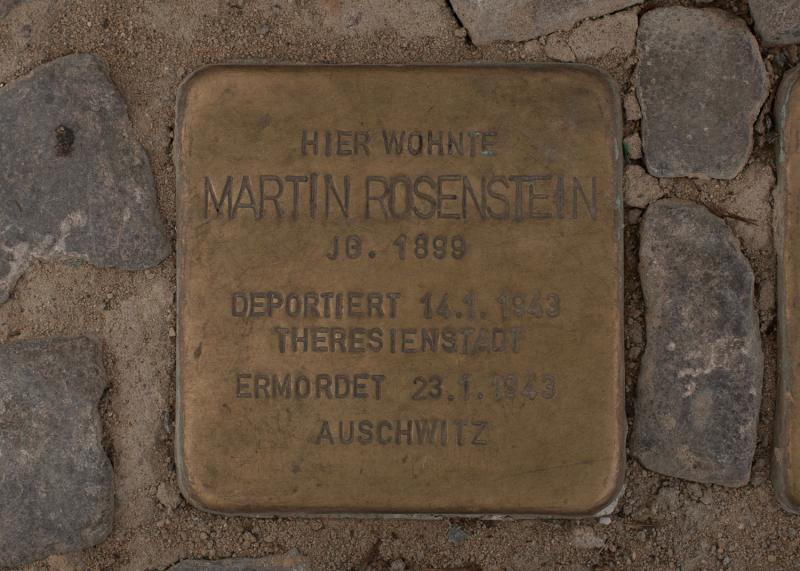 HIER WOHNTE
MARTIN ROSENSTEIN
JG. 1899
DEPORTIERT 14.1.1943
THERESIENSTADT
ERMORDET 23.1.1943
AUSCHWITZ